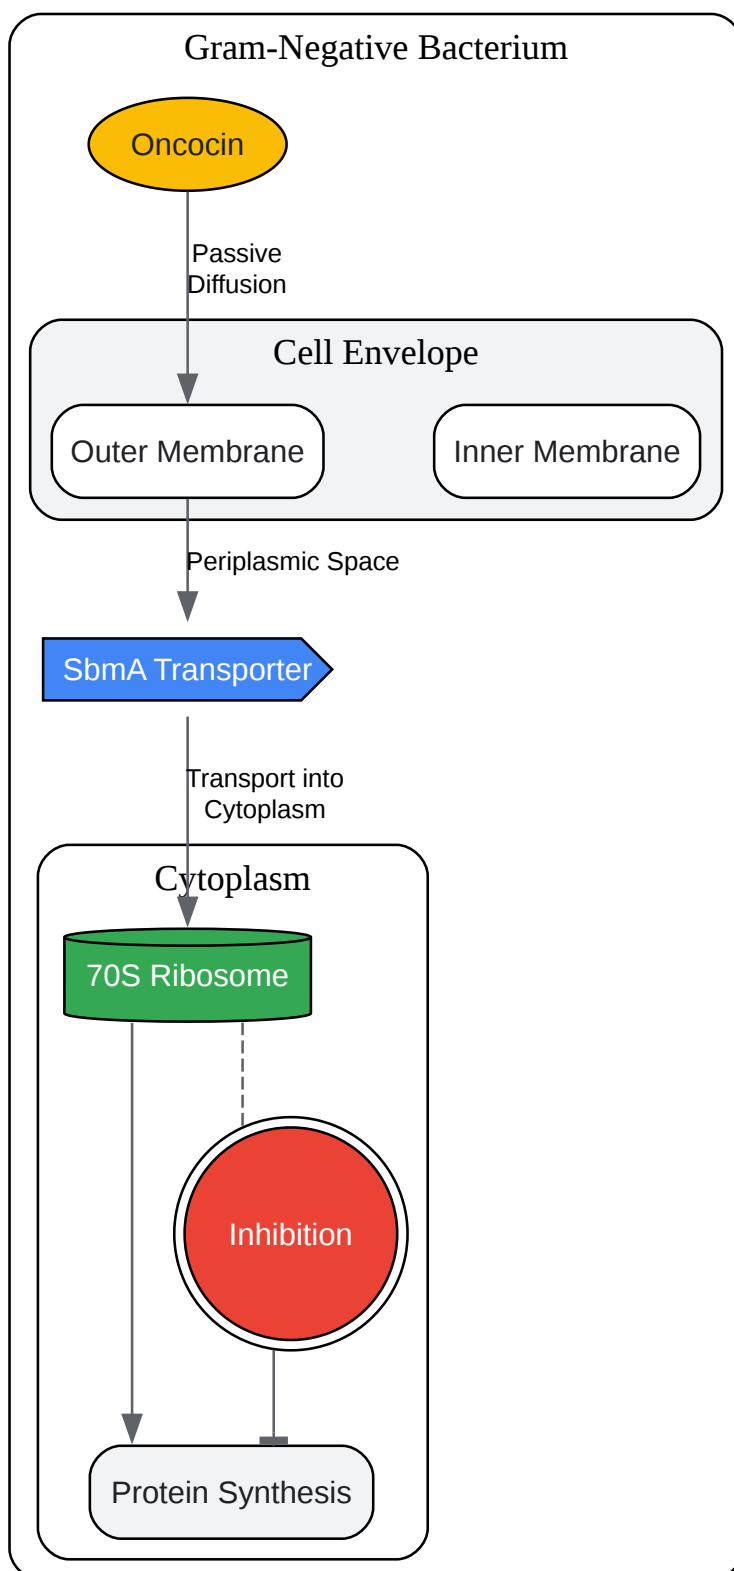 Gram-Negative Bacterium
Oncocin
Passive
Diffusion
Cell Envelope
Outer Membrane
Inner Membrane
Periplasmic Space
SbmA Transporter
Transport into
Cytoplasm
Cytoplasm
70S Ribosome
Inhibition
Protein Synthesis